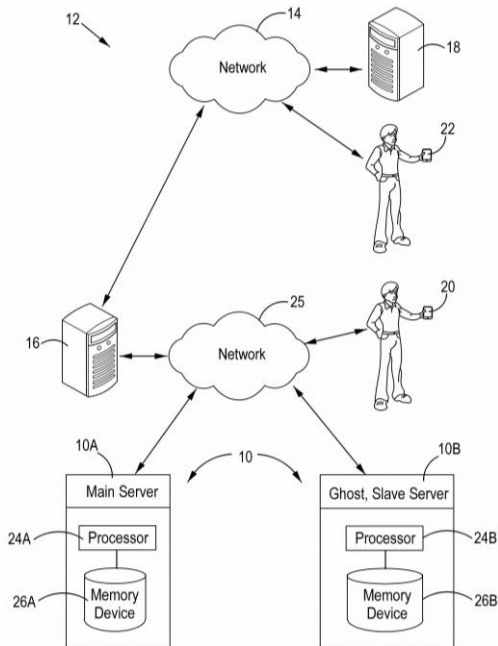 12
14
18
Network
22
20
25
16
Network
10A
10
10B
Main Server
Ghost, Slave Server
24A
Processor
Processor
24B
26A
Memory
Device
Memory
Device
26B